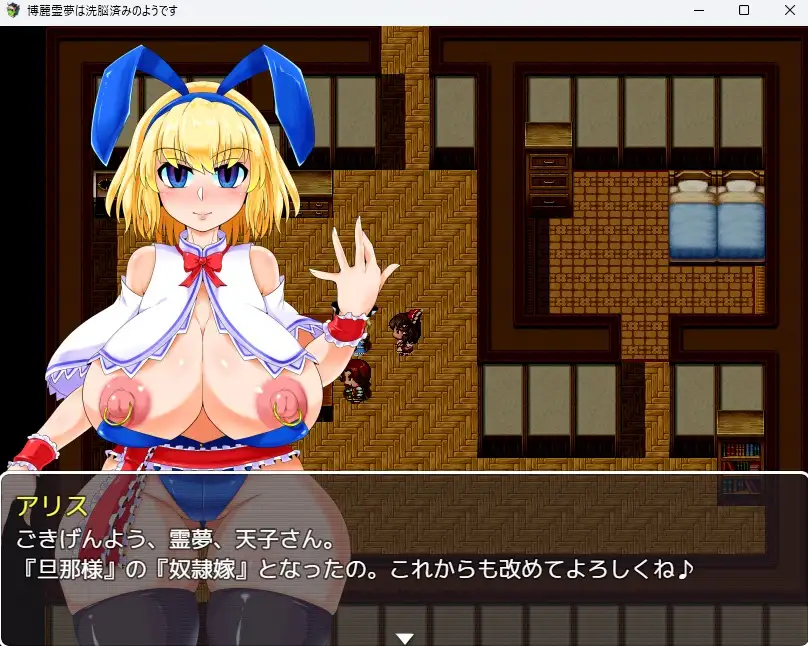 博麗霊夢は洗脳済みのようです
アリス
ごきげんよう、霊夢、天子さん。
『旦那様』の『奴隷嫁』となったの。これからも改めてよろしくね♪